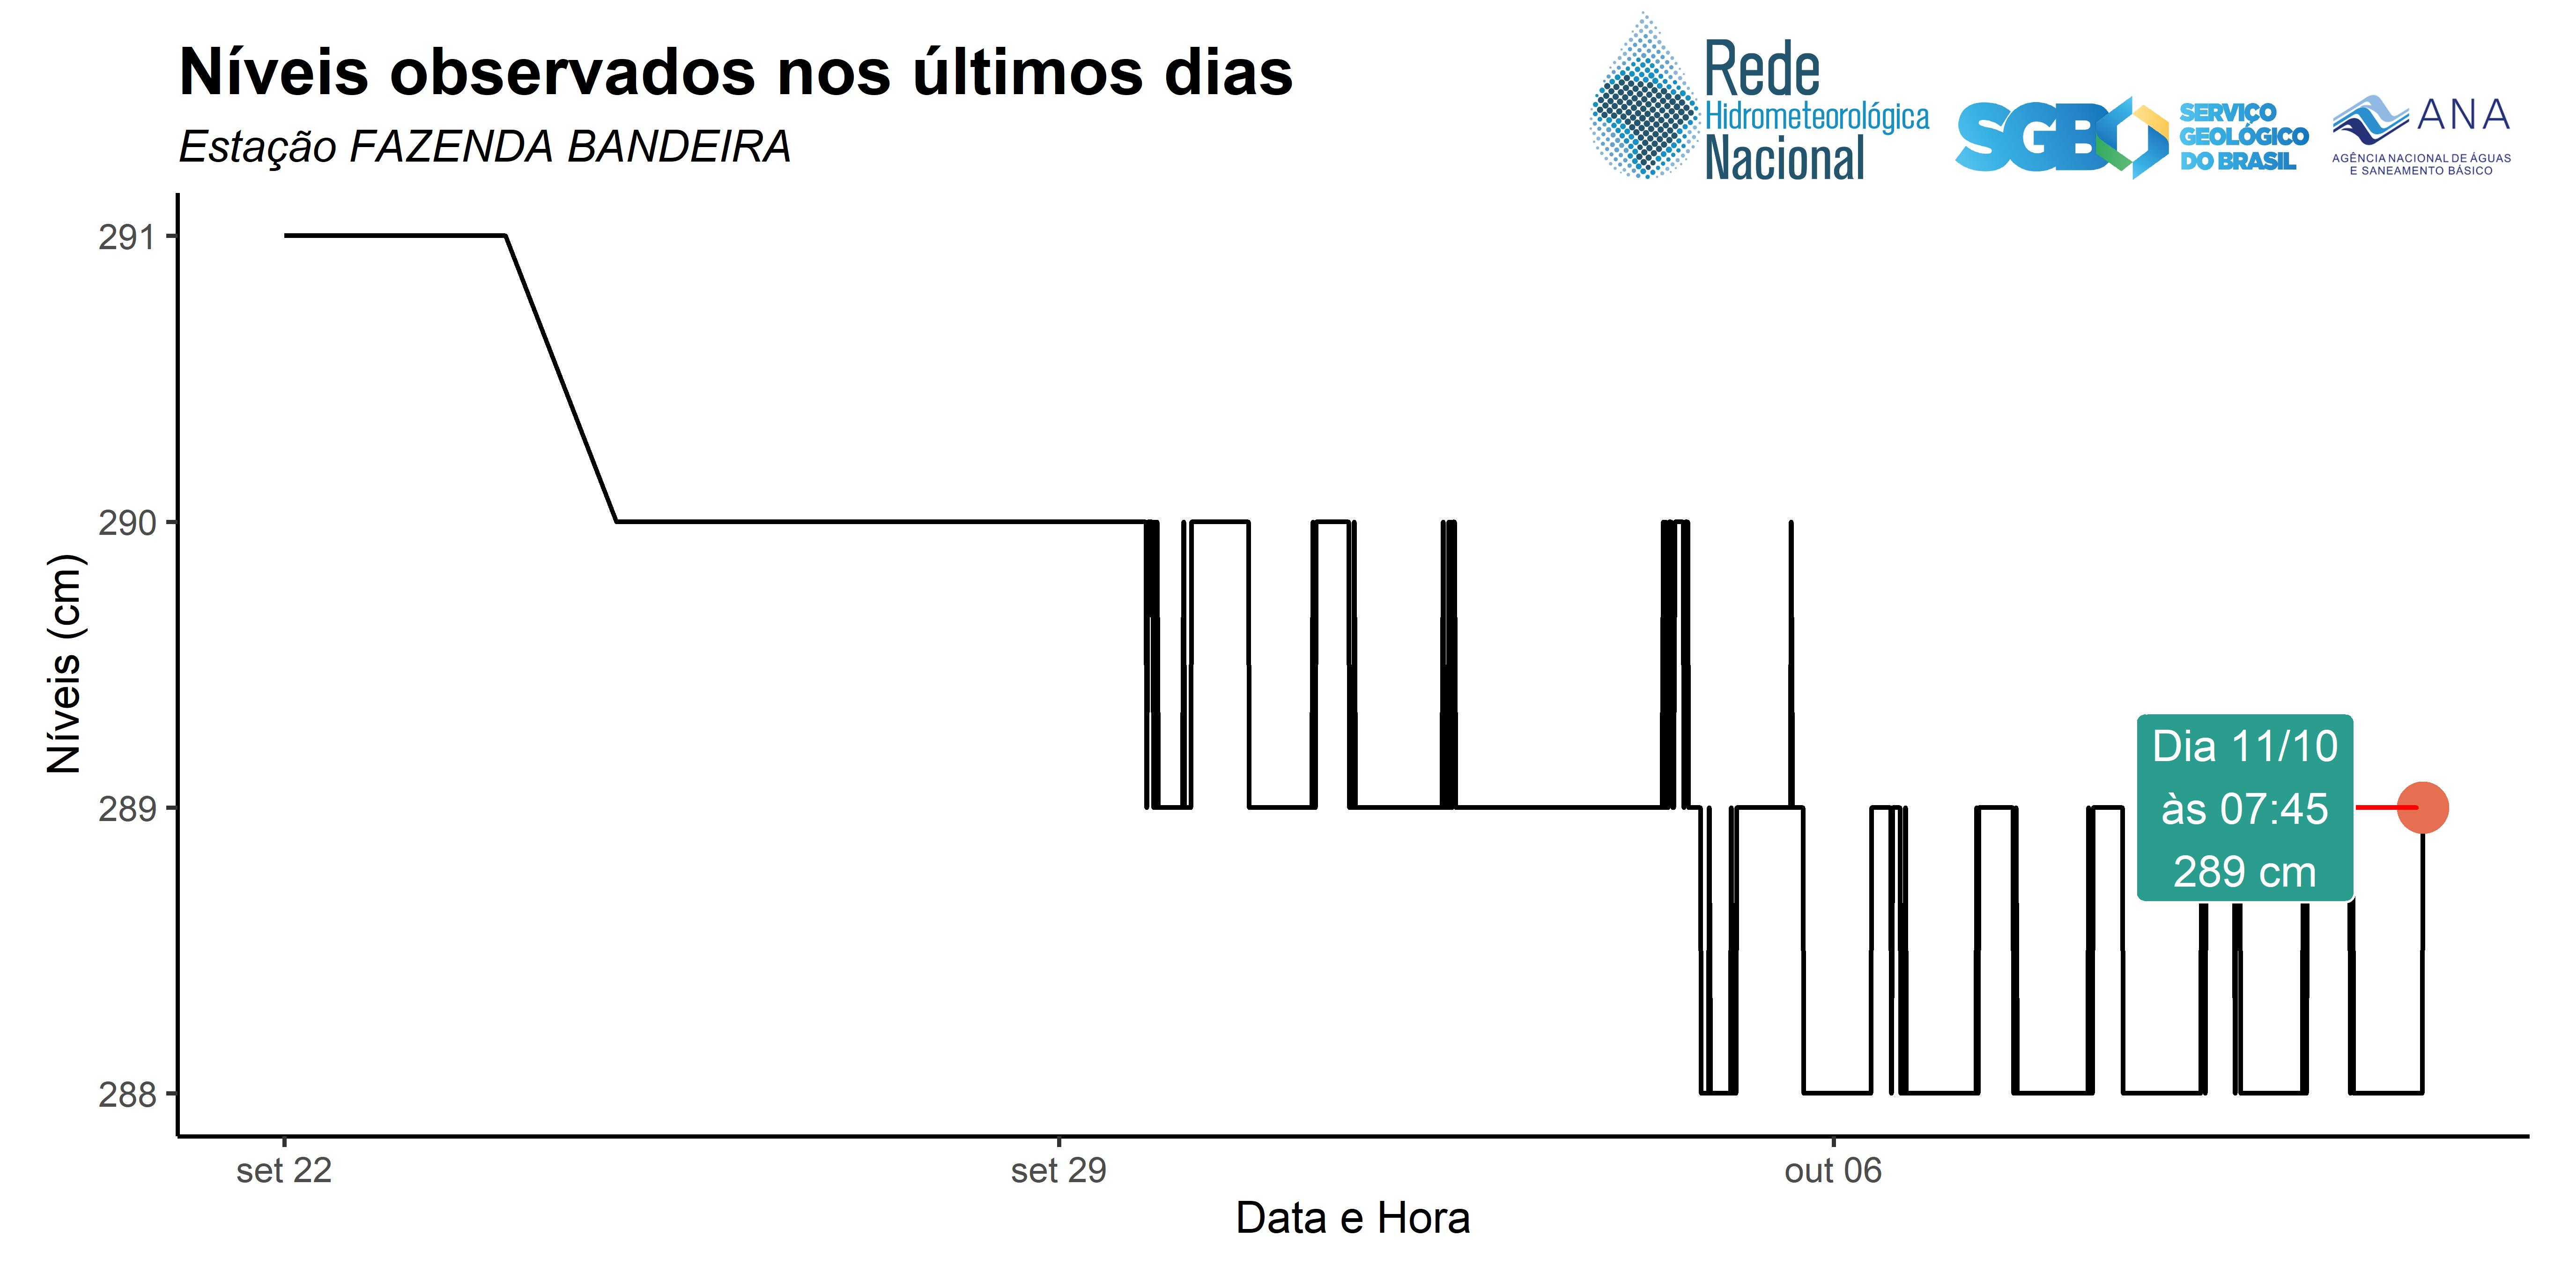 Níveis observados nos últimos dias
Estação FAZENDA BANDEIRA
Rede
Hidrometeorológica
Nacional
SGB
SERVIÇO
GEOLÓGICO
DO BRASIL
ANA
AGÊNCIA NACIONAL DE ÁGUAS
E SANEAMENTO BÁSICO
Níveis (cm)
291
290
289
288
Dia 11/10
às 07:45
289 cm
set 22
set 29
out 06
Data e Hora